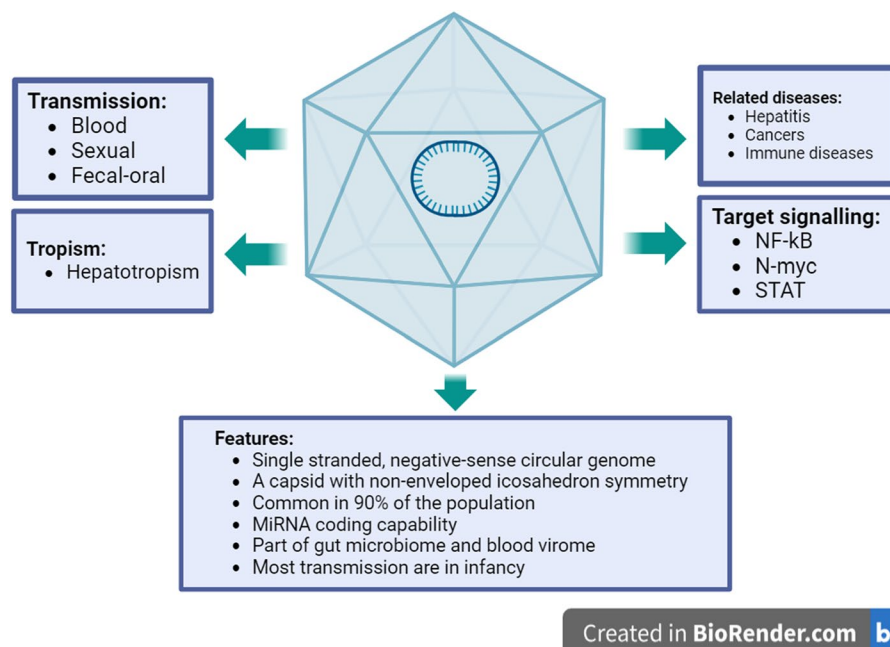 Transmission:
• Blood
• Sexual
• Fecal-oral
Tropism:
• Hepatotropism
Related diseases:
• Hepatitis
• Cancers
• Immune diseases
Target signalling:
• NF-kB
• N-myc
• STAT
Features:
• Single stranded, negative-sense circular genome
• A capsid with non-enveloped icosahedron symmetry
• Common in 90% of the population
• MiRNA coding capability
• Part of gut microbiome and blood virome
• Most transmission are in infancy
Created in BioRender.com b